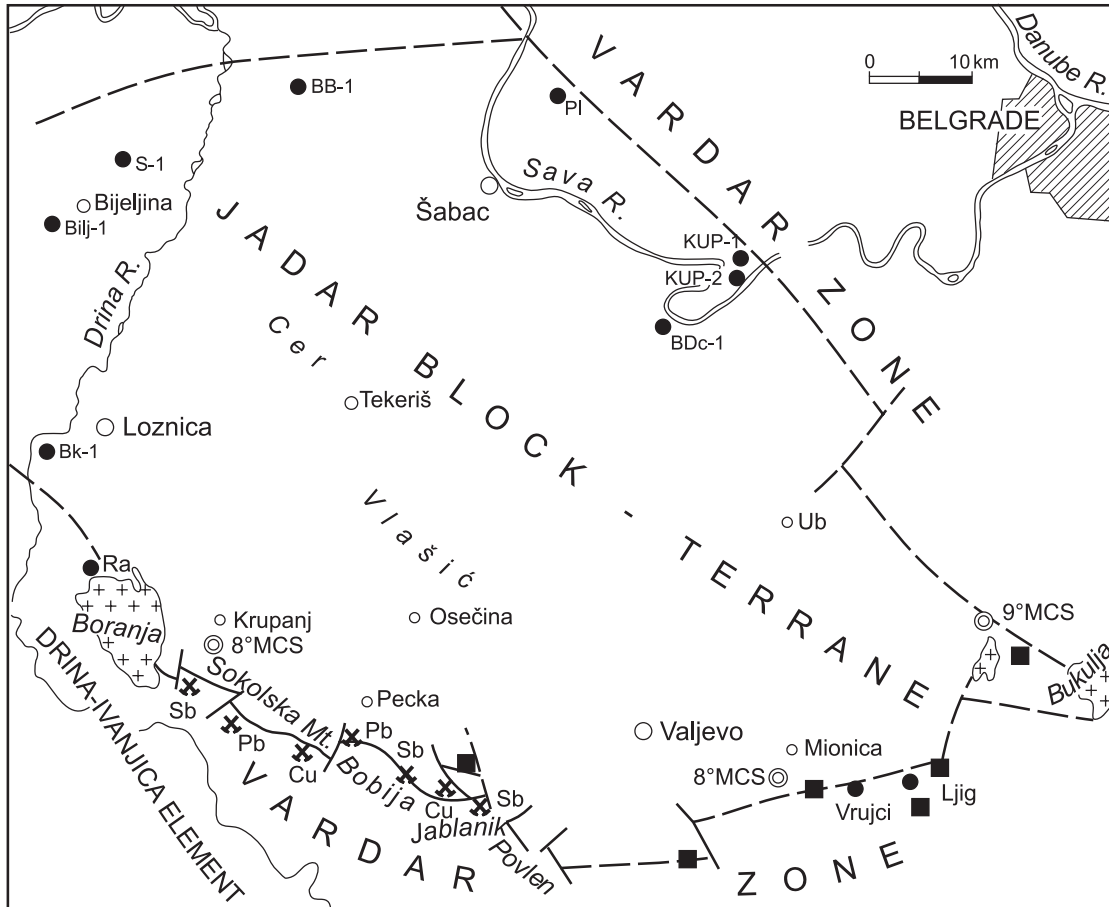 Danube R.
0 10 km
BELGRADE
VARDAR ZONE
BB-1
Pl
S-1
Bijeljina
Bilj-1
Sava R.
Šabac
KUP-1
KUP-2
BDc-1
Drina R.
JADAR BLOCK - TERRANE
Cer
Tekeriš
Loznica
Bk-1
Vlašić
Ub
Ra
Boranja
Krupanj
8°MCS
Osečina
9°MCS
Bukulja
DRINA-IVANJICA ELEMENT
Sokolska Mt.
Sb
Pb
Cu
Pecka
Pb
Bobija
Sb
Cu
Sb
Jablanik
Povlen
Valjevo
Mionica
8°MCS
Vrujci
Ljig
VARDAR ZONE